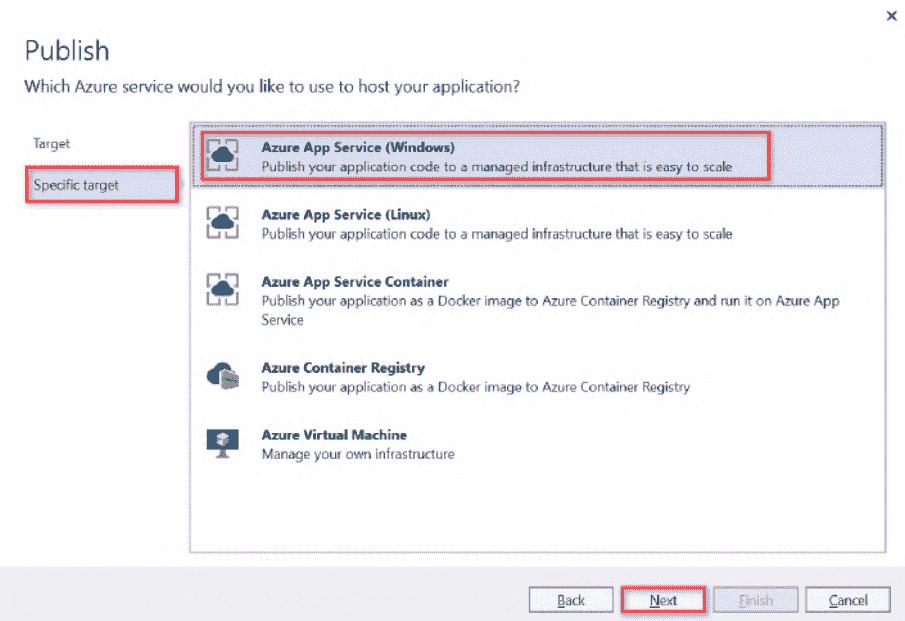 Publish
Which Azure service would you like to use to host your application?
Target
Specific target
Azure App Service (Windows)
Publish your application code to a managed infrastructure that is easy to scale
Azure App Service (Linux)
Publish your application code to a managed infrastructure that is easy to scale
Azure App Service Container
Publish your application as a Docker image to Azure Container Registry and run it on Azure App
Service
Azure Container Registry
Publish your application as a Docker image to Azure Container Registry
Azure Virtual Machine
Manage your own infrastructure
Back
Next
Finish
Cancel